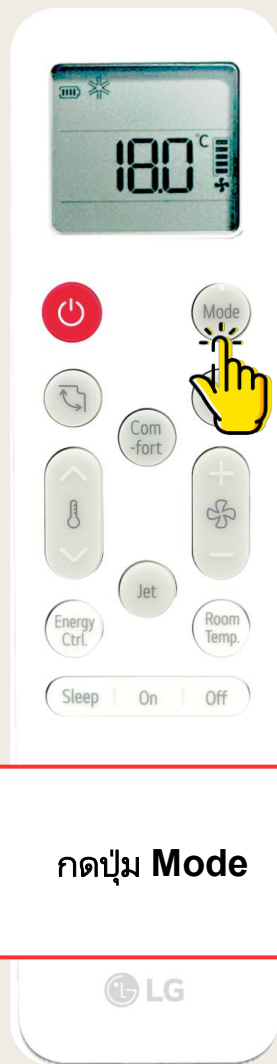 18.0 °C
Mode
Com
-fort
Jet
Energy
Ctrl.
Room
Temp.
Sleep On Off
กดปุ่ม Mode
LG